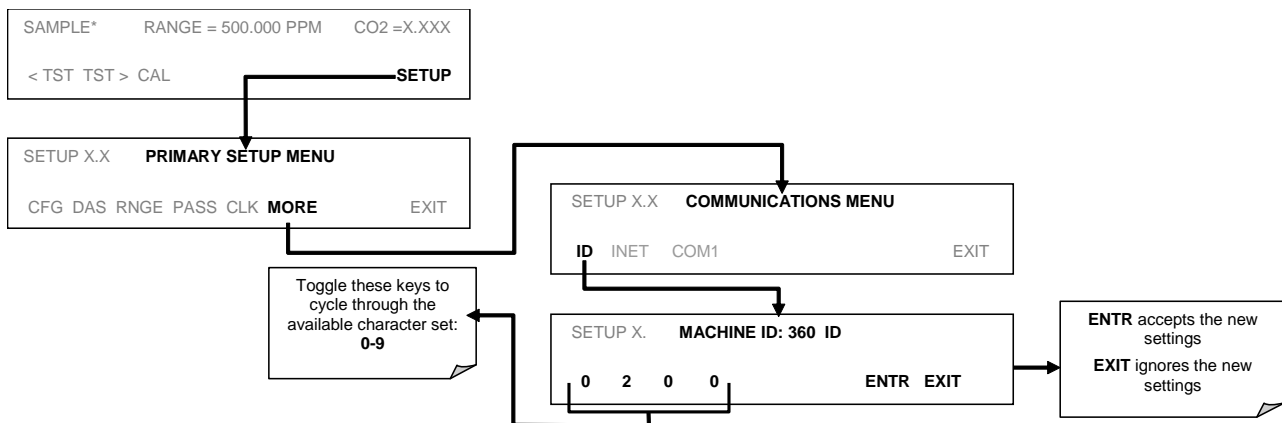 SAMPLE* RANGE = 500.000 PPM CO2 =X.XXX
< TST TST > CAL SETUP
SETUP X.X PRIMARY SETUP MENU
CFG DAS RNGE PASS CLK MORE EXIT
SETUP X.X COMMUNICATIONS MENU
ID INET COM1 EXIT
Toggle these keys to
cycle through the
available character set:
0-9
SETUP X. MACHINE ID: 360 ID
0 2 0 0 ENTR EXIT
ENTR accepts the new
settings
EXIT ignores the new
settings